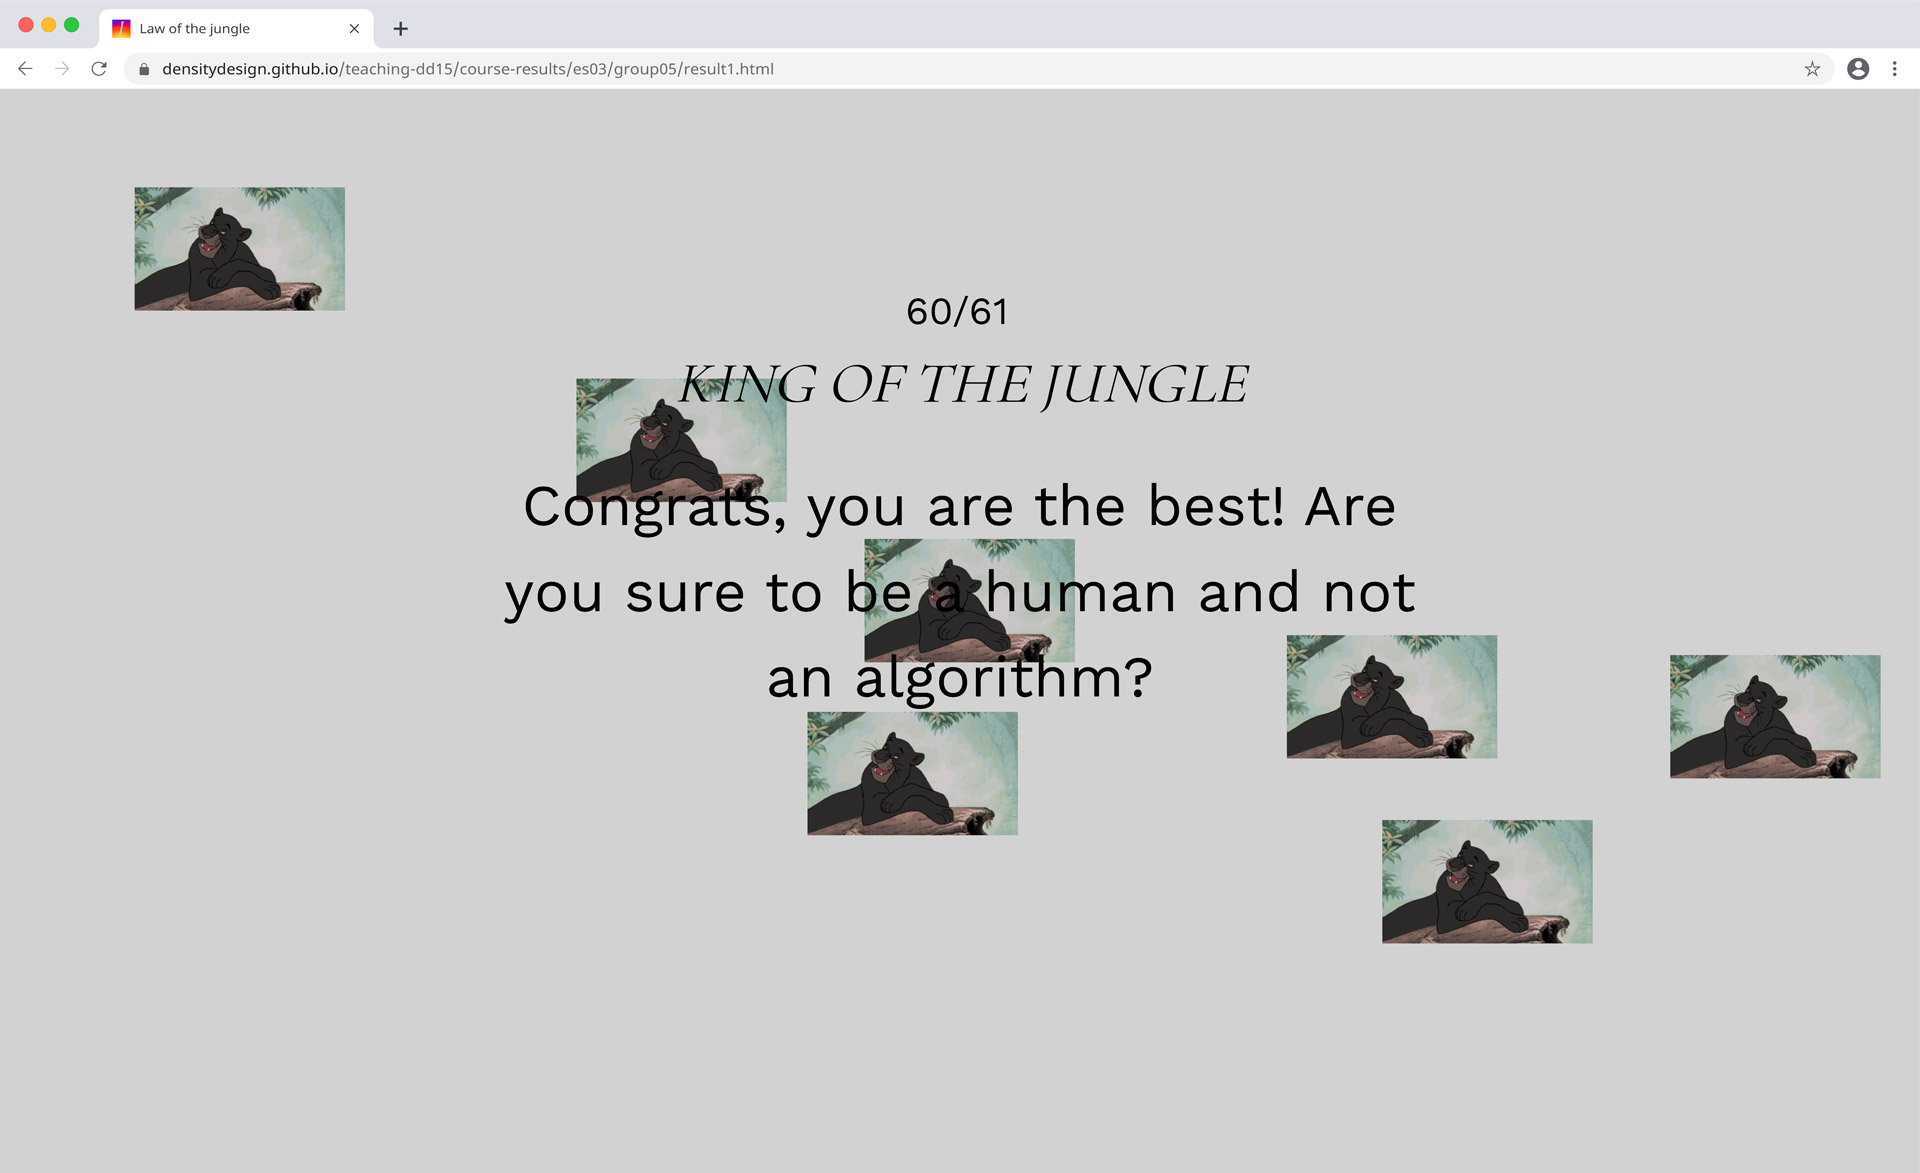 Law of the jungle
densitydesign.github.io/teaching-dd15/course-results/es03/group05/result1.html
60/61
KING OF THE JUNGLE
Congrats, you are the best! Are
you sure to be a human and not
an algorithm?